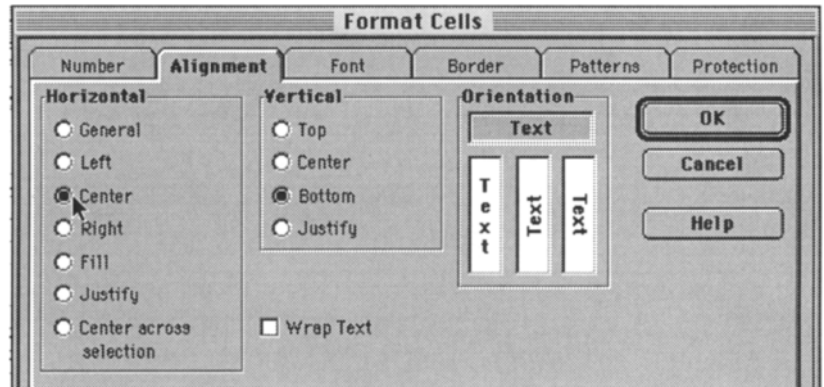 Format Cells
Number Alignment Font Border Patterns Protection
Horizontal
General
Left
Center
Right
Fill
Justify
Center across
selection
Vertical
Top
Center
Bottom
Justify
Wrap Text
Orientation
Text
Text
Text
Text
OK
Cancel
Help